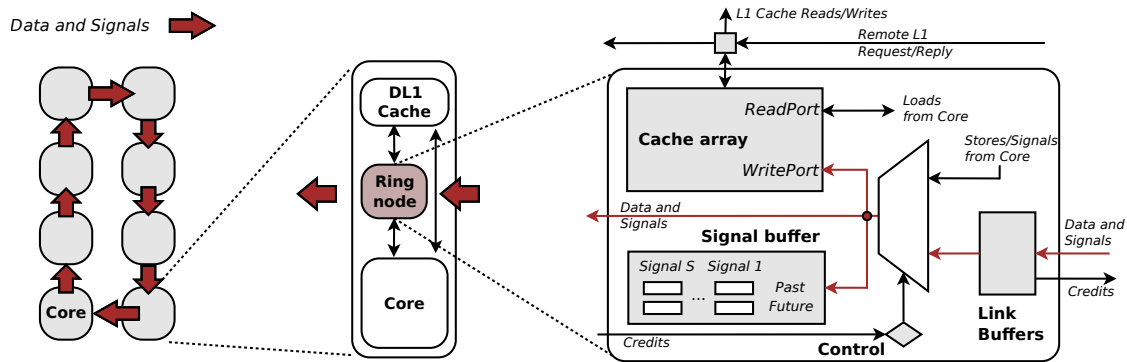 Data and Signals
Core
DL1
Cache
Ring
node
Core
L1 Cache Reads/Writes
Remote L1
Request/Reply
ReadPort
Loads
from Core
Cache array
Stores/Signals
from Core
WritePort
Data and
Signals
Signal buffer
Data and
Signals
Signal S
Signal 1
...
Past
Future
Credits
Link
Buffers
Credits
Control